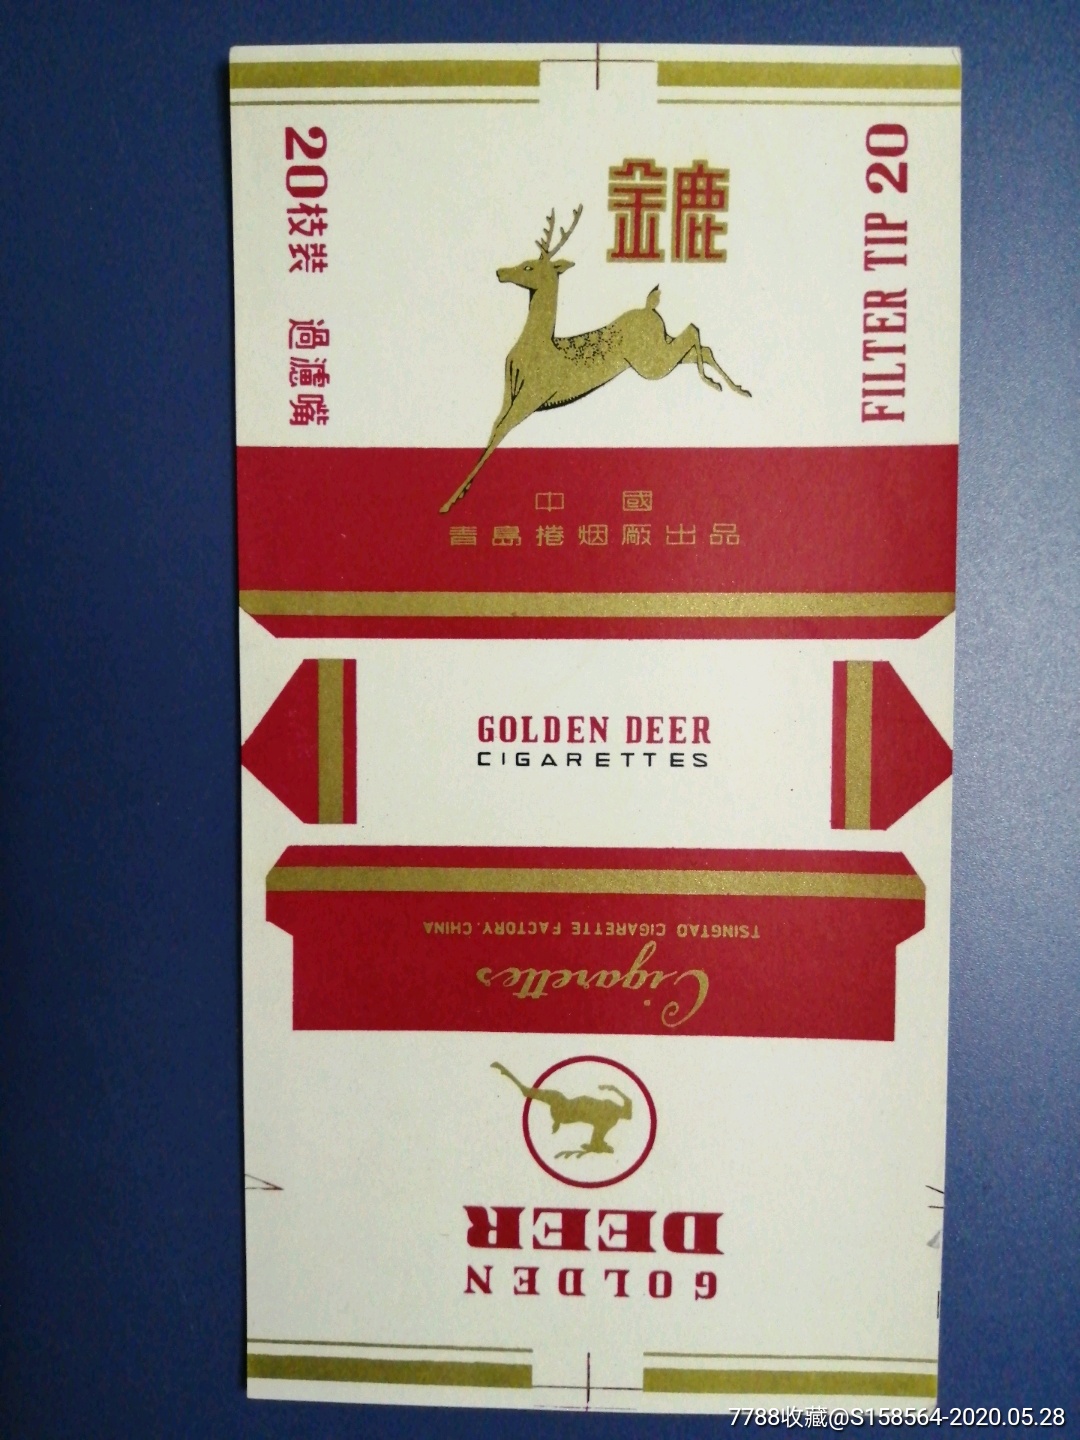 金鹿
20枝裝 過濾嘴
FILTER TIP 20
中國
青島捲烟廠出品
GOLDEN DEER
CIGARETTES
GOLDEN
DEER
Cigarettes
TSINGTAO CIGARETTE FACTORY.CHINA
7788收藏@S158564-2020.05.28